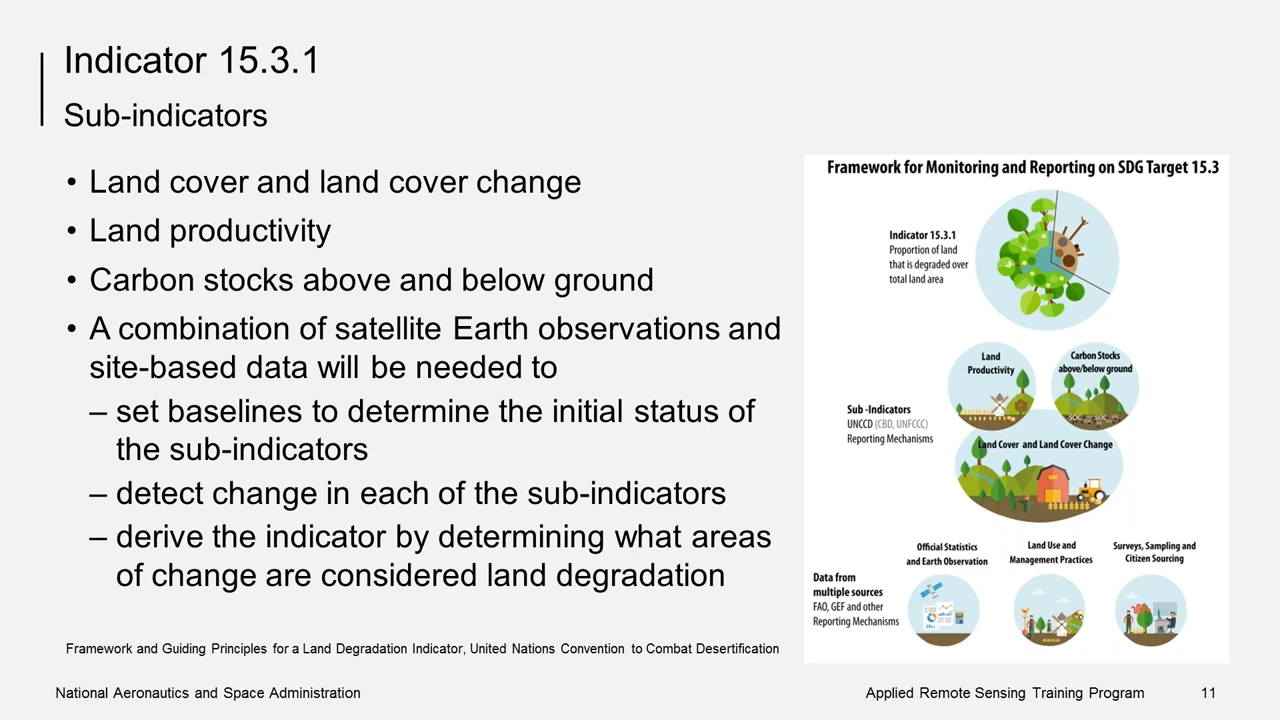 Indicator 15.3.1
Sub-indicators
• Land cover and land cover change
• Land productivity
• Carbon stocks above and below ground
• A combination of satellite Earth observations and
site-based data will be needed to
– set baselines to determine the initial status of
the sub-indicators
– detect change in each of the sub-indicators
– derive the indicator by determining what areas
of change are considered land degradation
Framework and Guiding Principles for a Land Degradation Indicator, United Nations Convention to Combat Desertification
Framework for Monitoring and Reporting on SDG Target 15.3
Indicator 15.3.1
Proportion of land
that is degraded over
total land area
Land
Productivity
Carbon Stocks
above/below ground
SOC
SOC
Sub -Indicators
UNCCD (CBD, UNFCCC)
Reporting Mechanisms
Land Cover and Land Cover Change
Official Statistics
and Earth Observation
Land Use and
Management Practices
Surveys, Sampling and
Citizen Sourcing
Data from
multiple sources
FAO, GEF and other
Reporting Mechanisms
National Aeronautics and Space Administration
Applied Remote Sensing Training Program
11